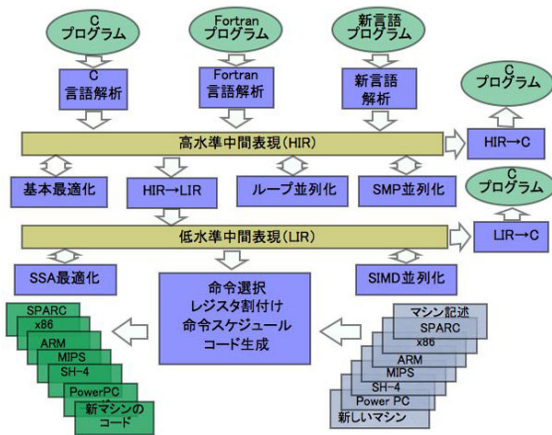 C
プログラム
Fortran
プログラム
新言語
プログラム
C
言語解析
Fortran
言語解析
新言語
解析
C
プログラム
高水準中間表現(HIR)
HIR→C
基本最適化
HIR→LIR
ループ並列化
SMP並列化
C
プログラム
低水準中間表現(LIR)
LIR→C
SSA最適化
命令選択
レジスタ割付け
命令スケジュール
コード生成
SIMD並列化
SPARC
x86
ARM
MIPS
SH-4
PowerPC
新マシンの
コード
マシン記述
SPARC
x86
ARM
MIPS
SH-4
Power PC
新しいマシン